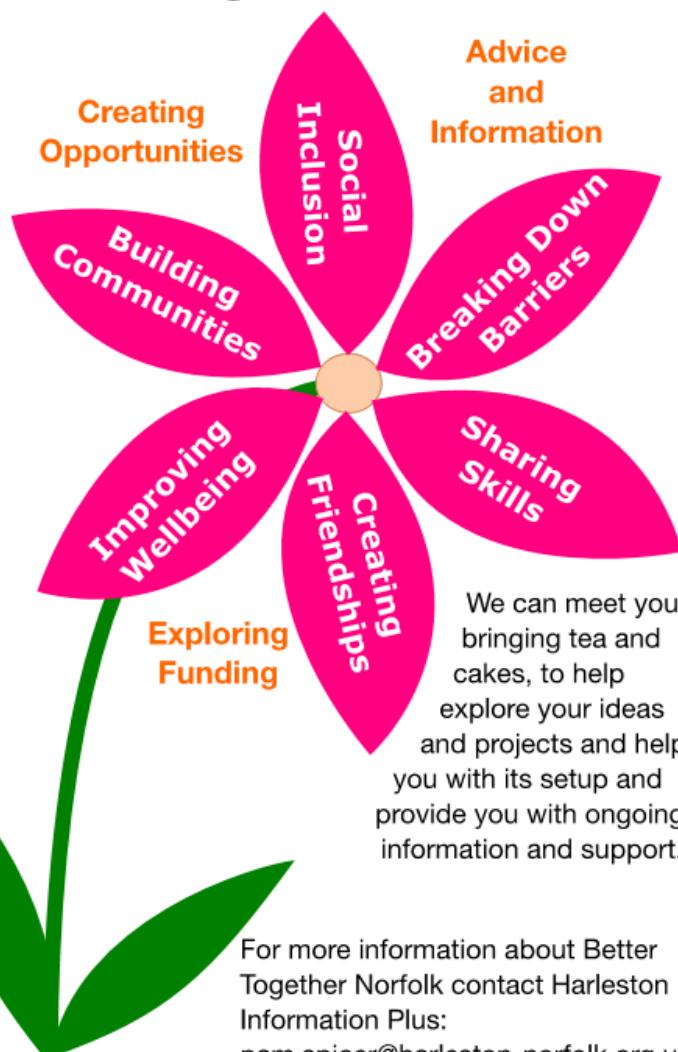 Advice
and
Information
Creating
Opportunities
Social
Inclusion
Breaking Down
Barriers
Building
Communities
Sharing
Skills
Improving
Wellbeing
Creating
Friendships
Exploring
Funding
We can meet you
bringing tea and
cakes, to help
explore your ideas
and projects and help
you with its setup and
provide you with ongoing
information and support.
For more information about Better
Together Norfolk contact Harleston
Information Plus: